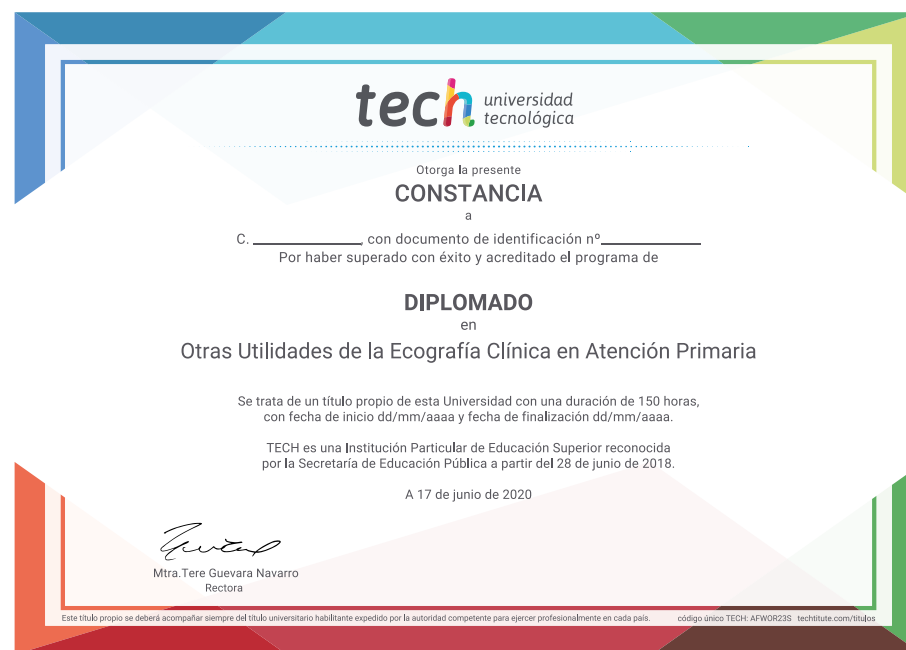 tech universidad
tecnológica
Otorga la presente
CONSTANCIA
a
C. ____________, con documento de identificación nº___________
Por haber superado con éxito y acreditado el programa de
DIPLOMADO
en
Otras Utilidades de la Ecografía Clínica en Atención Primaria
Se trata de un título propio de esta Universidad con una duración de 150 horas,
con fecha de inicio dd/mm/aaaa y fecha de finalización dd/mm/aaaa.
TECH es una Institución Particular de Educación Superior reconocida
por la Secretaría de Educación Pública a partir del 28 de junio de 2018.
A 17 de junio de 2020
Mtra.Tere Guevara Navarro
Rectora
Este título propio se deberá acompañar siempre del título universitario habilitante expedido por la autoridad competente para ejercer profesionalmente en cada país. código único TECH: AFWOR23S techtitute.com/titulos